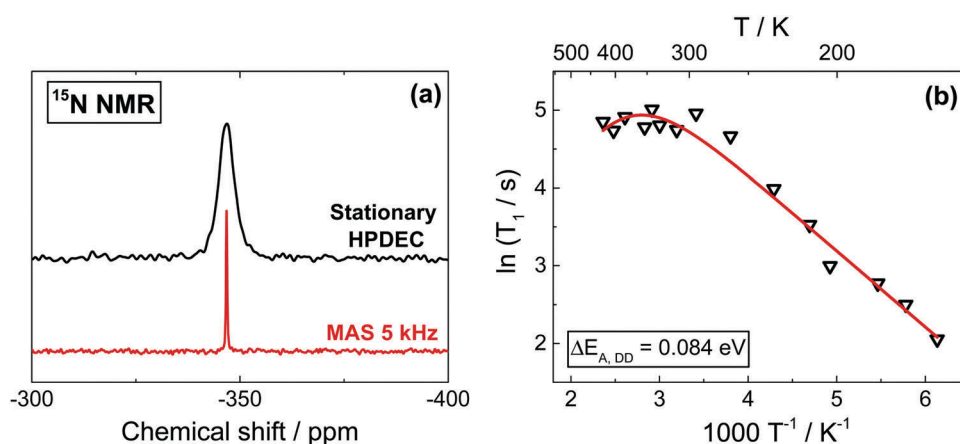 ¹⁵N NMR
(a)
Stationary
HPDEC
MAS 5 kHz
-300 -350 -400
Chemical shift / ppm
T / K
500 400 300 200
(b)
5
4
3
2
ln (T₁ / s)
ΔE_A, DD = 0.084 eV
2 3 4 5 6
1000 T⁻¹ / K⁻¹